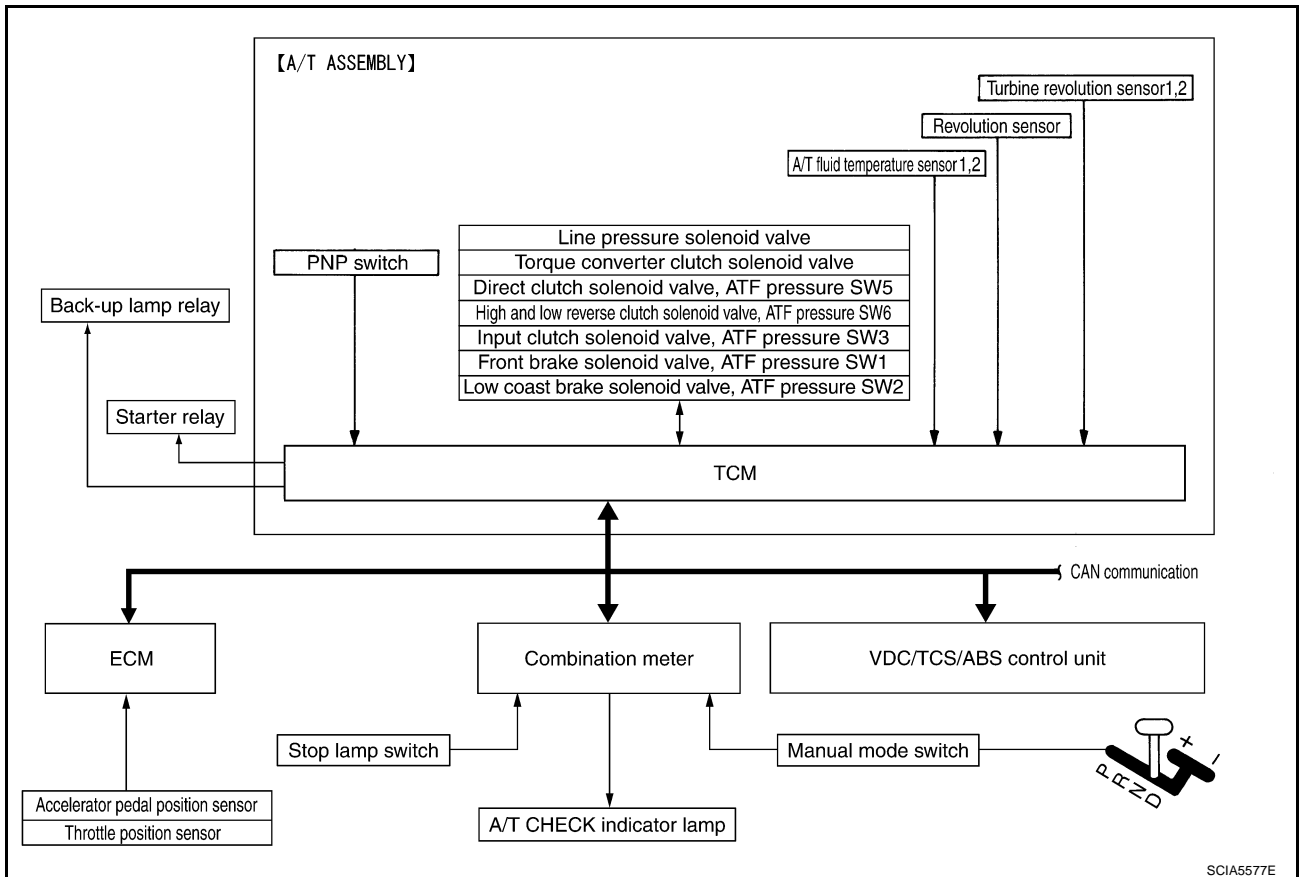 【A/T ASSEMBLY】
Turbine revolution sensor1,2
Revolution sensor
A/T fluid temperature sensor1,2
Line pressure solenoid valve
PNP switch
Torque converter clutch solenoid valve
Direct clutch solenoid valve, ATF pressure SW5
Back-up lamp relay
High and low reverse clutch solenoid valve, ATF pressure SW6
Input clutch solenoid valve, ATF pressure SW3
Front brake solenoid valve, ATF pressure SW1
Low coast brake solenoid valve, ATF pressure SW2
Starter relay
TCM
CAN communication
ECM
Combination meter
VDC/TCS/ABS control unit
Stop lamp switch
Manual mode switch
+
−
P R N D
Accelerator pedal position sensor
Throttle position sensor
A/T CHECK indicator lamp
SCIA5577E